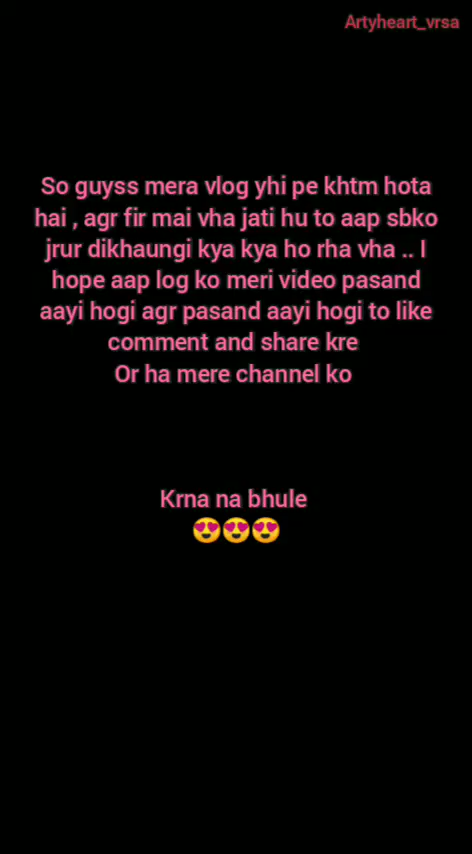 Artyheart_vrsa
So guyss mera vlog yhi pe khtm hota
hai , agr fir mai vha jati hu to aap sbko
jrur dikhaungi kya kya ho rha vha .. I
hope aap log ko meri video pasand
aayi hogi agr pasand aayi hogi to like
comment and share kre
Or ha mere channel ko
Krna na bhule
😍😍😍